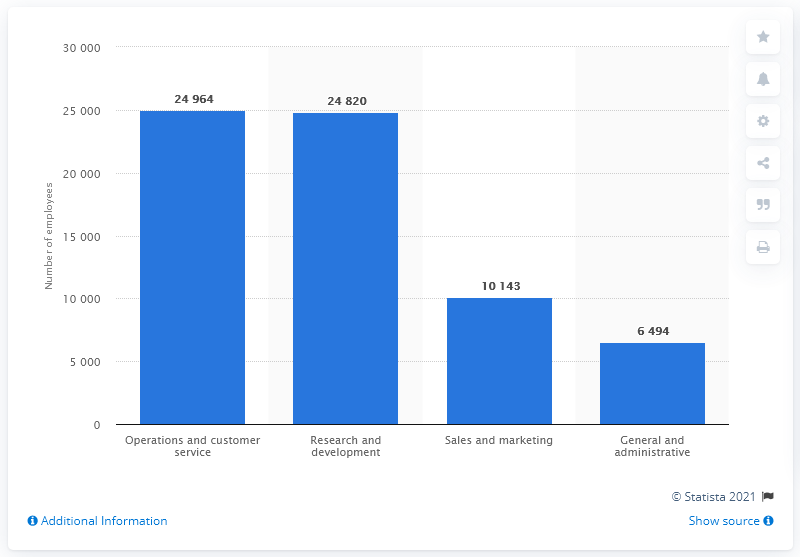 30 000
25 000
20 000
15 000
10 000
5 000
0
Number of employees
24 964
24 820
10 143
6 494
Operations and customer
service
Research and
development
Sales and marketing
General and
administrative
© Statista 2021
Additional Information
Show source